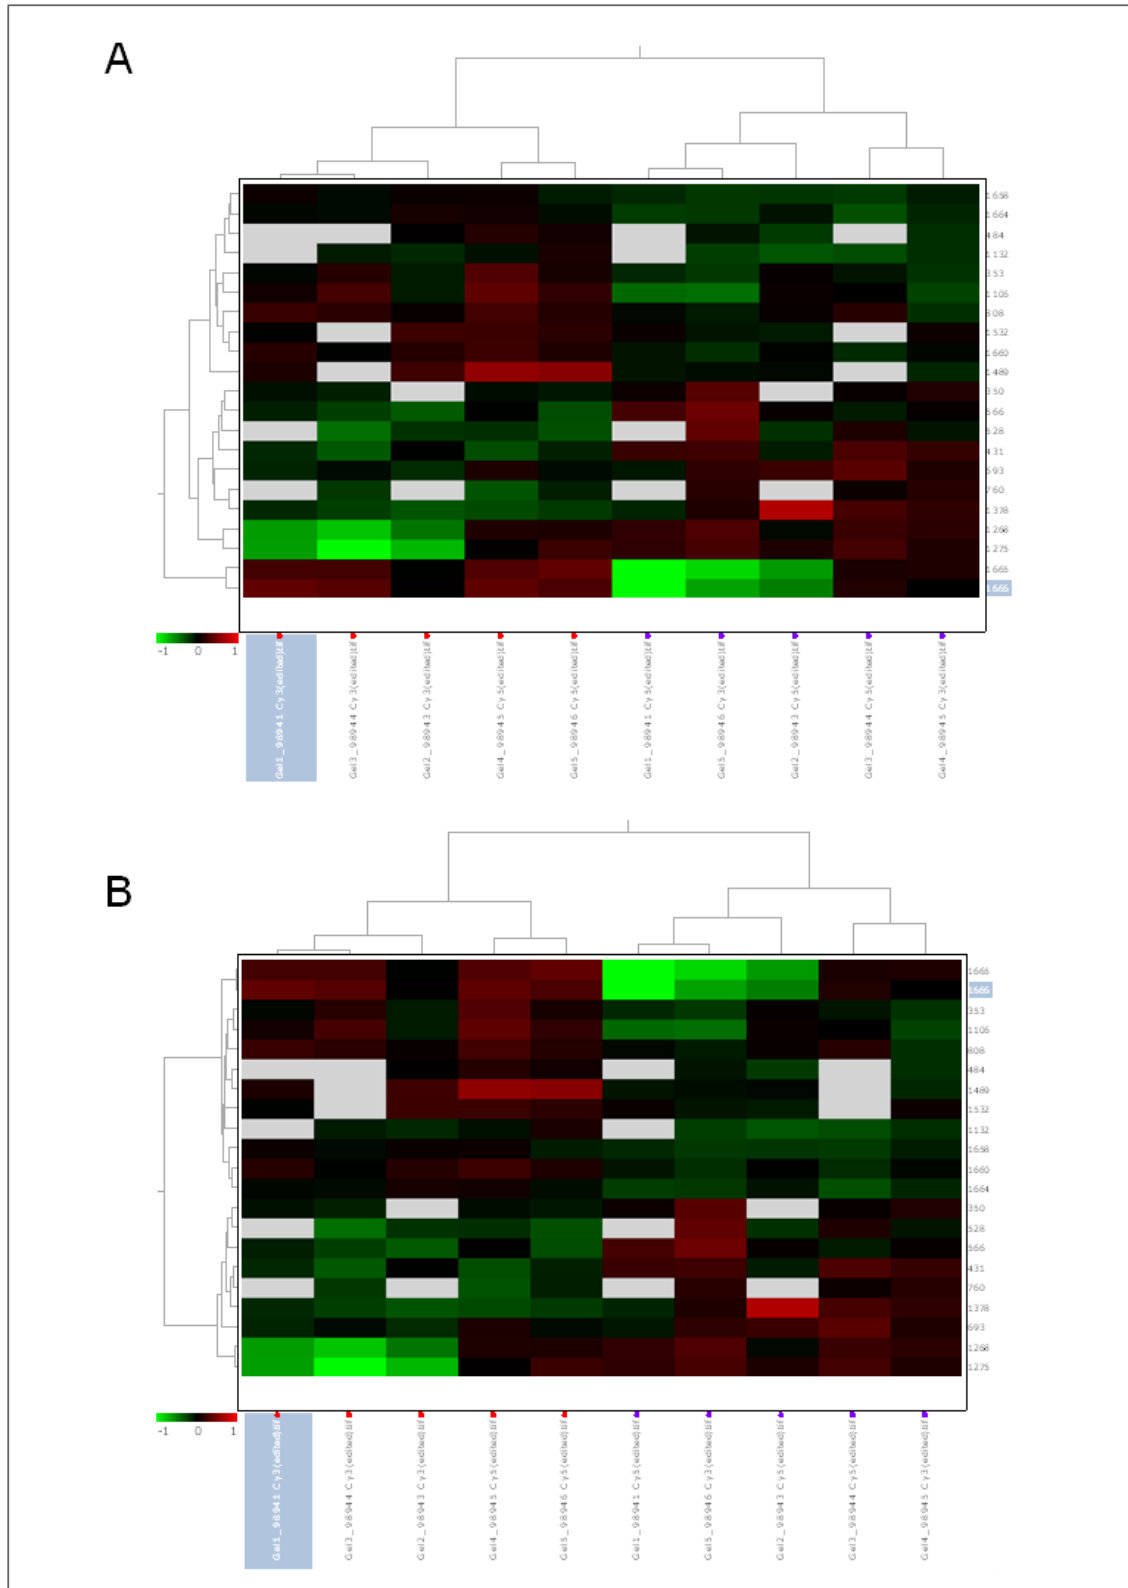 A
1658
1664
484
1132
353
1105
808
1532
1660
1489
350
566
528
431
693
760
1378
1268
1275
1665
1666
-1 0 1
Gel1_98941 Cy3(edited).tif
Gel3_98944 Cy3(edited).tif
Gel2_98943 Cy3(edited).tif
Gel4_98945 Cy5(edited).tif
Gel5_98946 Cy5(edited).tif
Gel1_98941 Cy5(edited).tif
Gel5_98946 Cy3(edited).tif
Gel2_98943 Cy5(edited).tif
Gel3_98944 Cy5(edited).tif
Gel4_98945 Cy3(edited).tif
B
1665
1666
353
1105
808
484
1489
1532
1132
1658
1660
1664
350
528
566
431
760
1378
693
1268
1275
-1 0 1
Gel1_98941 Cy3(edited).tif
Gel3_98944 Cy3(edited).tif
Gel2_98943 Cy3(edited).tif
Gel4_98945 Cy5(edited).tif
Gel5_98946 Cy5(edited).tif
Gel1_98941 Cy5(edited).tif
Gel5_98946 Cy3(edited).tif
Gel2_98943 Cy5(edited).tif
Gel3_98944 Cy5(edited).tif
Gel4_98945 Cy3(edited).tif